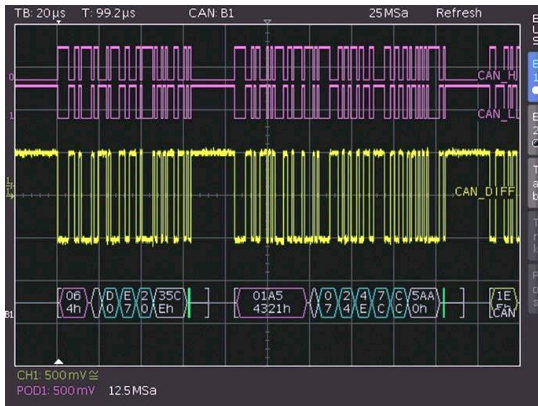 TB: 20µs T: 99.2µs CAN: B1 25MSa Refresh
CAN_H
CAN_L
CAN_DIFF
06 D E 2 35C 01A5 0 2 4 7 C 5AA 1E
4h 0 7 0 Eh 4321h 7 4 E C C 0h
CAN
B1
CH1: 500mV
POD1: 500mV 12.5MSa